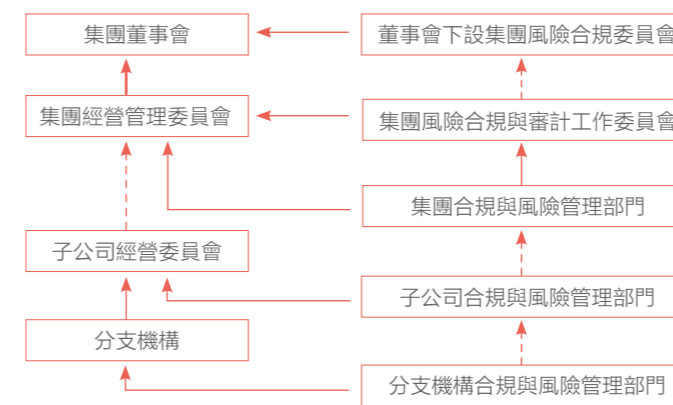 集團董事會
董事會下設集團風險合規委員會
集團經營管理委員會
集團風險合規與審計工作委員會
集團合規與風險管理部門
子公司經營委員會
子公司合規與風險管理部門
分支機構
分支機構合規與風險管理部門